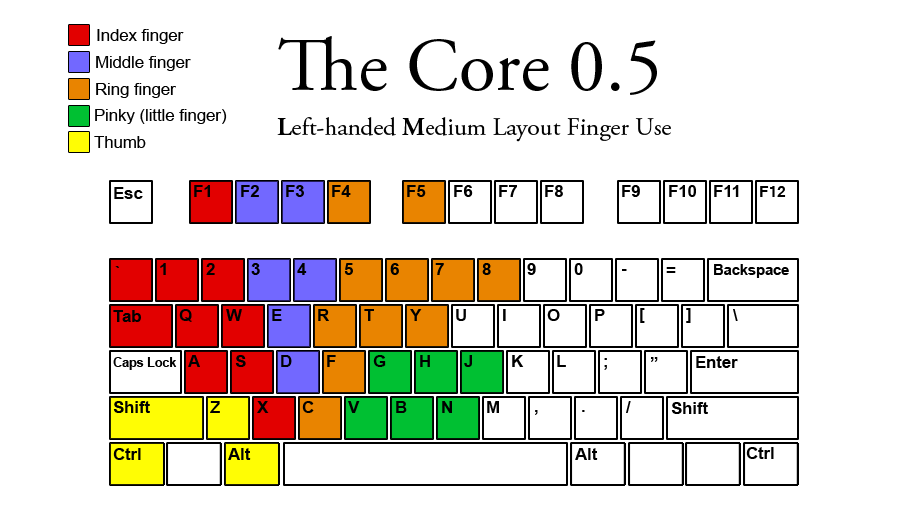 Index finger
Middle finger
Ring finger
Pinky (little finger)
Thumb
The Core 0.5
Left-handed Medium Layout Finger Use
Esc F1 F2 F3 F4 F5 F6 F7 F8 F9 F10 F11 F12
` 1 2 3 4 5 6 7 8 9 0 - = Backspace
Tab Q W E R T Y U I O P [ ] \
Caps Lock A S D F G H J K L ; ” Enter
Shift Z X C V B N M , . / Shift
Ctrl Alt Alt Ctrl